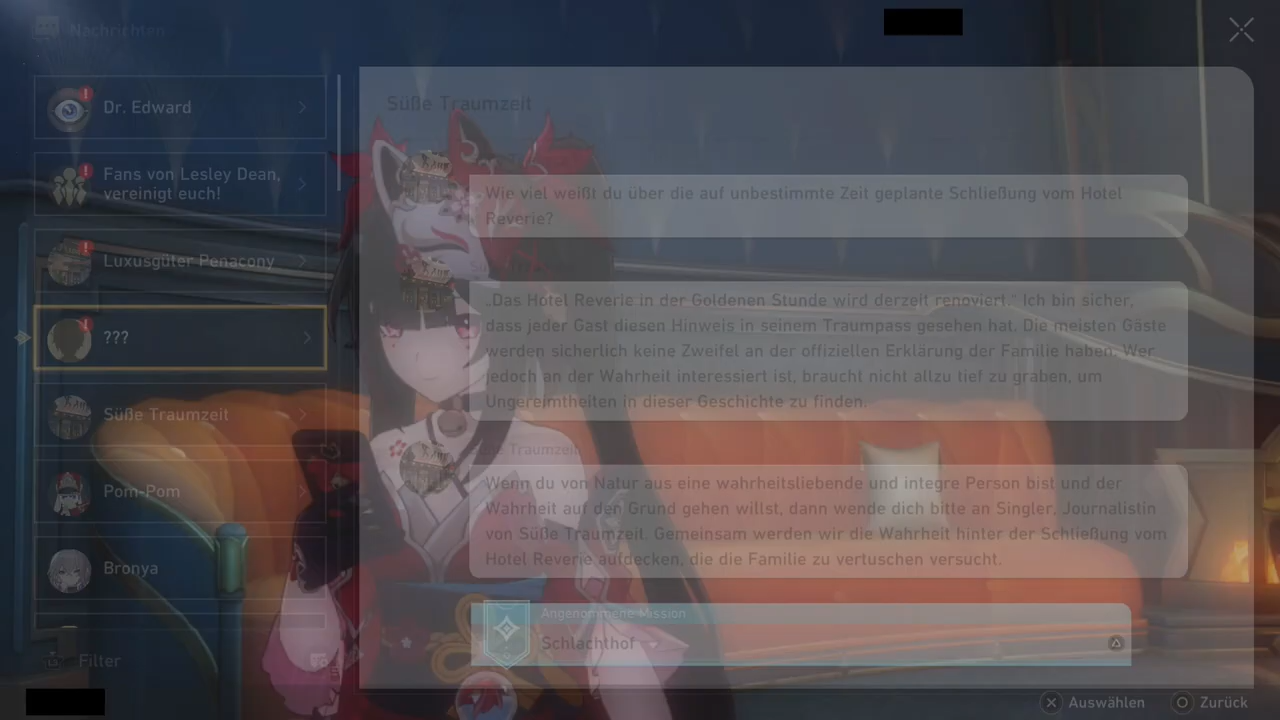 Nachrichten
Dr. Edward
Fans von Lesley Dean,
vereinigt euch!
Luxusgüter Penacony
???
Süße Traumzeit
Pom-Pom
Bronya
Filter
Süße Traumzeit
Wie viel weißt du über die auf unbestimmte Zeit geplante Schließung vom Hotel
Reverie?
„Das Hotel Reverie in der Goldenen Stunde wird derzeit renoviert.“ Ich bin sicher,
dass jeder Gast diesen Hinweis in seinem Traumpass gesehen hat. Die meisten Gäste
werden sicherlich keine Zweifel an der offiziellen Erklärung der Familie haben. Wer
jedoch an der Wahrheit interessiert ist, braucht nicht allzu tief zu graben, um
Ungereimtheiten in dieser Geschichte zu finden.
Süße Traumzeit
Wenn du von Natur aus eine wahrheitsliebende und integre Person bist und der
Wahrheit auf den Grund gehen willst, dann wende dich bitte an Singler, Journalistin
von Süße Traumzeit. Gemeinsam werden wir die Wahrheit hinter der Schließung vom
Hotel Reverie aufdecken, die die Familie zu vertuschen versucht.
Angenommene Mission
Schlachthof
Auswählen
Zurück